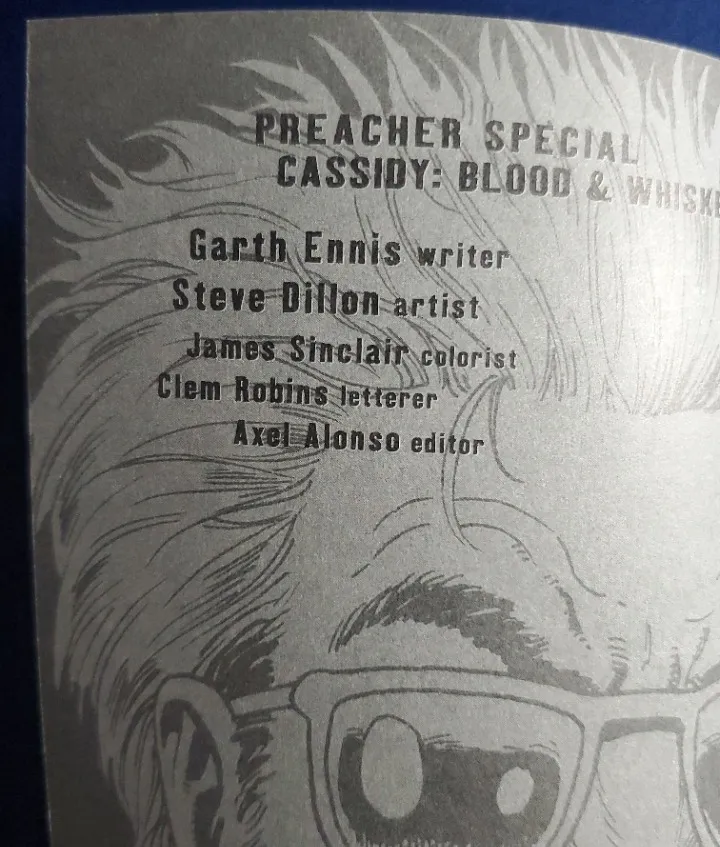 PREACHER SPECIAL
CASSIDY: BLOOD & WHISK
Garth Ennis writer
Steve Dillon artist
James Sinclair colorist
Clem Robins letterer
Axel Alonso editor